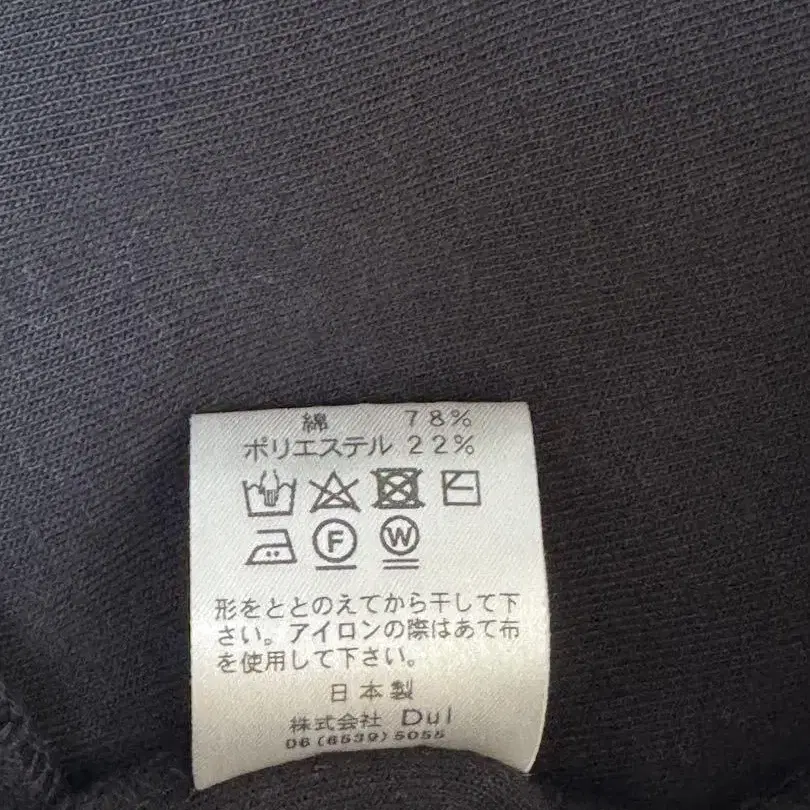 綿 78%
ポリエステル 22%
F W
形をととのえてから干して下
さい。アイロンの際はあて布
を使用して下さい。
日本製
株式会社 Dul
06(6539)5055